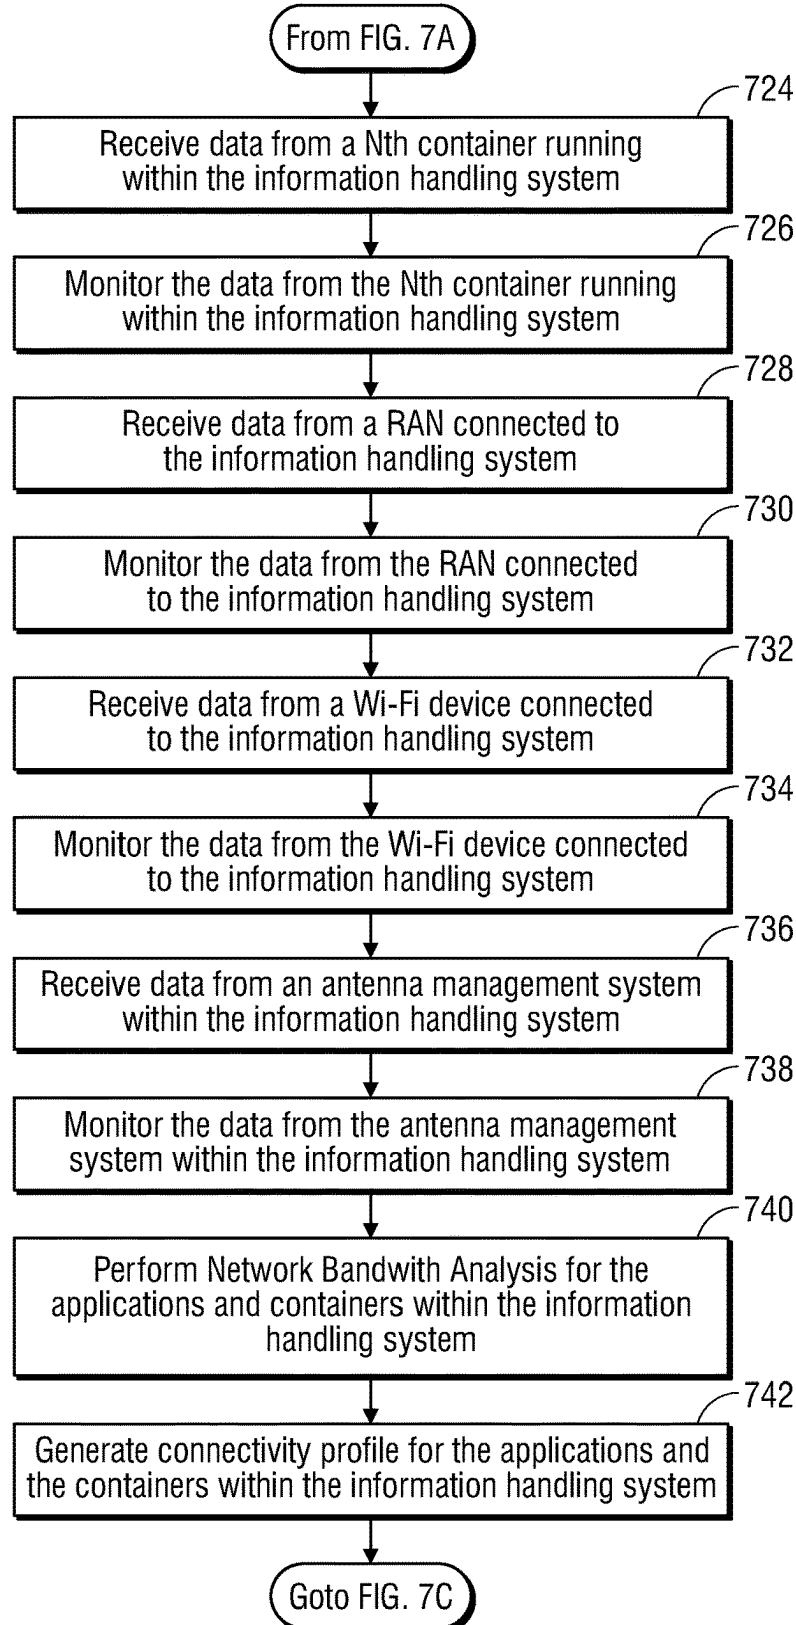 From FIG. 7A
724
Receive data from a Nth container running
within the information handling system
726
Monitor the data from the Nth container running
within the information handling system
728
Receive data from a RAN connected to
the information handling system
730
Monitor the data from the RAN connected
to the information handling system
732
Receive data from a Wi-Fi device connected
to the information handling system
734
Monitor the data from the Wi-Fi device connected
to the information handling system
736
Receive data from an antenna management system
within the information handling system
738
Monitor the data from the antenna management
system within the information handling system
740
Perform Network Bandwith Analysis for the
applications and containers within the information
handling system
742
Generate connectivity profile for the applications and
the containers within the information handling system
Goto FIG. 7C